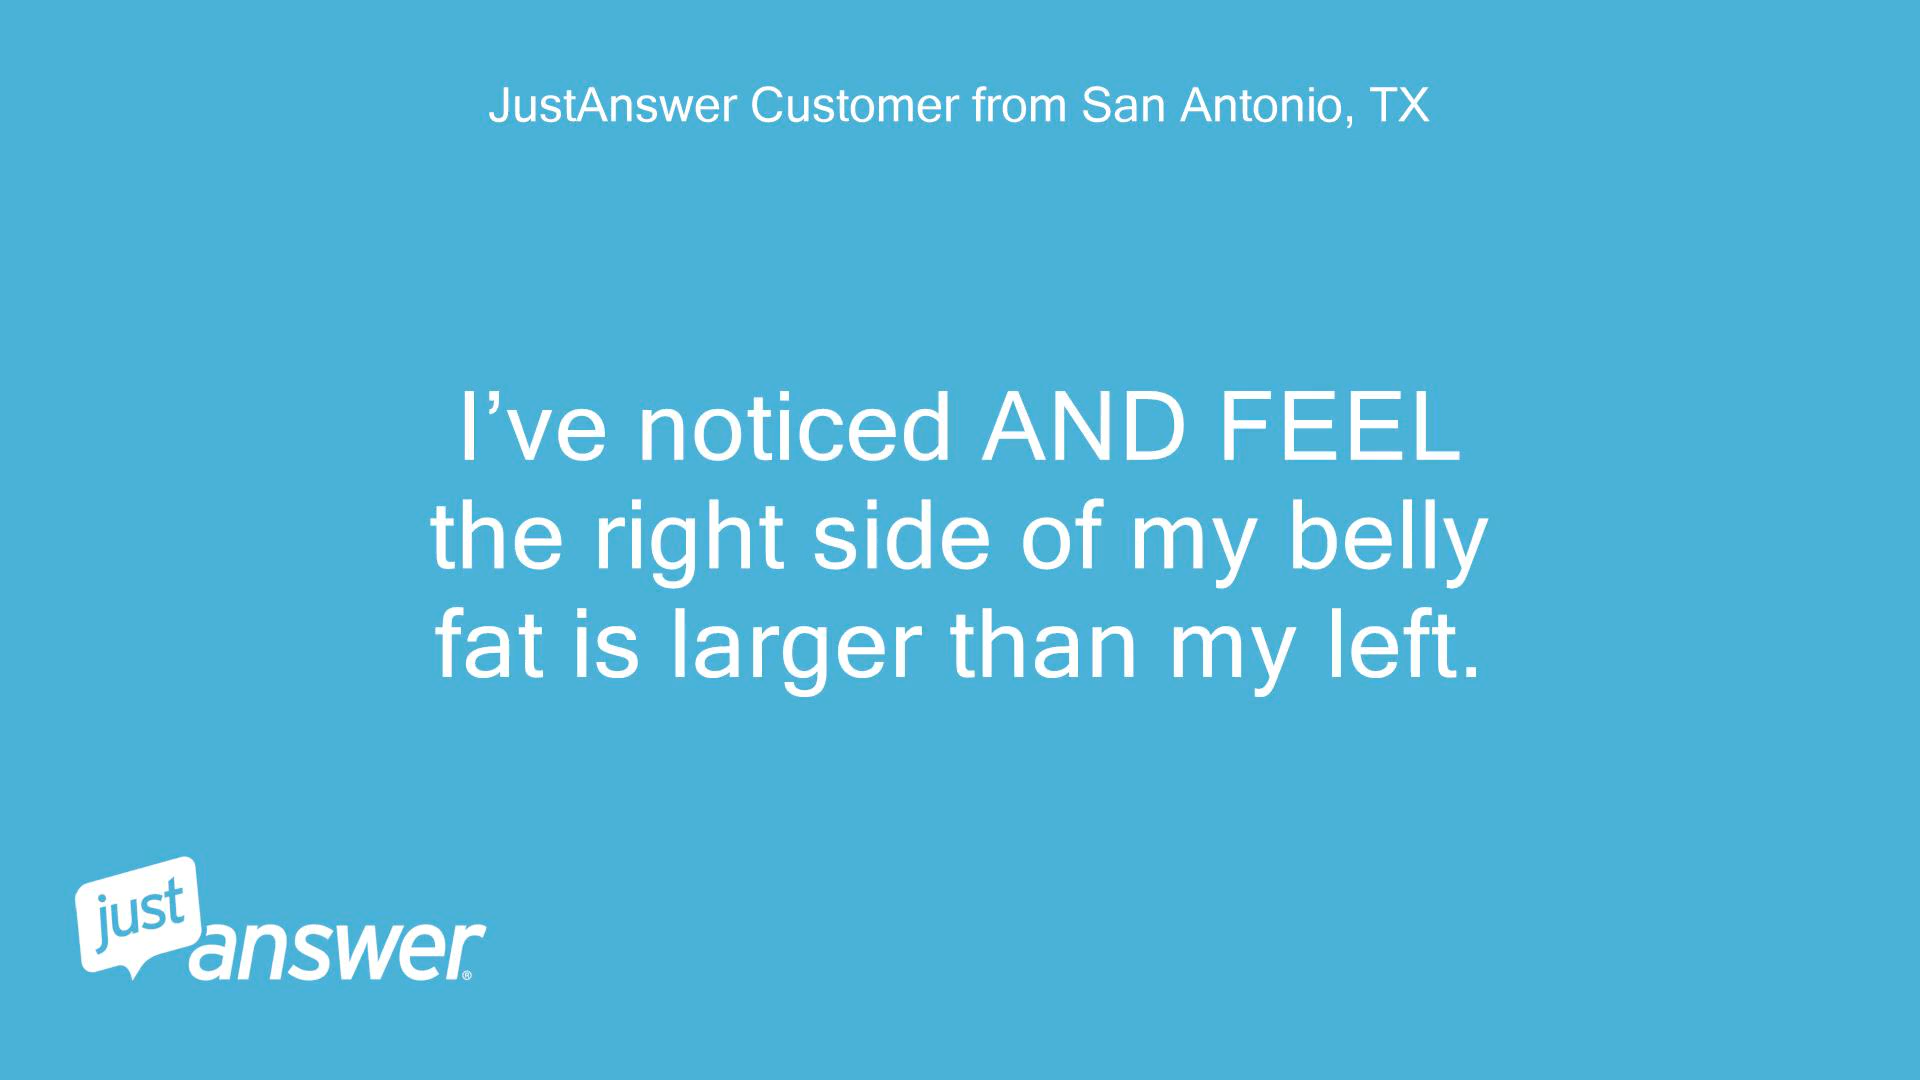 JustAnswer Customer from San Antonio, TX
I’ve noticed AND FEEL
the right side of my belly
fat is larger than my left.
just
answer®